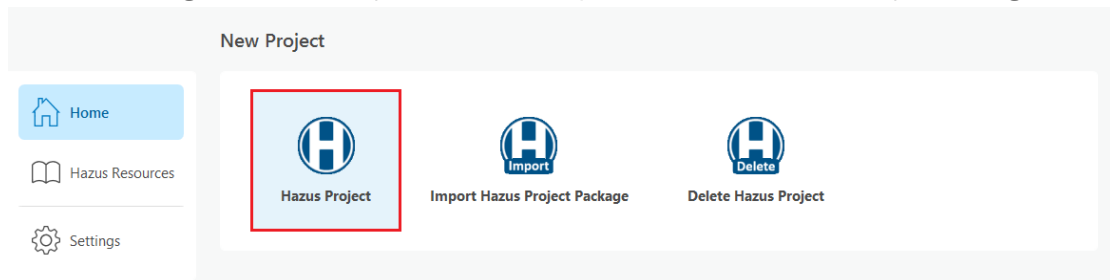 New Project
Home
Hazus Resources
Settings
H
Hazus Project
H
Import
Import Hazus Project Package
H
Delete
Delete Hazus Project